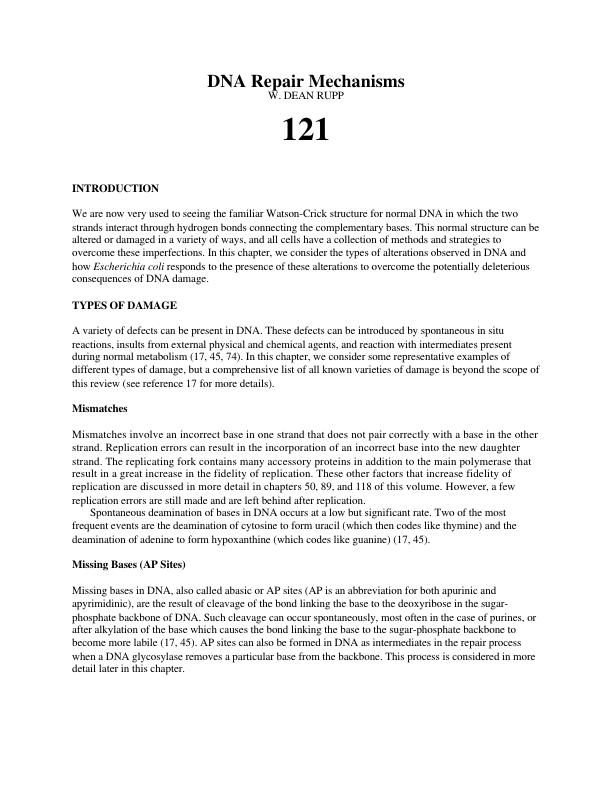 DNA Repair Mechanisms
W. DEAN RUPP
121
INTRODUCTION
We are now very used to seeing the familiar Watson-Crick structure for normal DNA in which the two
strands interact through hydrogen bonds connecting the complementary bases. This normal structure can be
altered or damaged in a variety of ways, and all cells have a collection of methods and strategies to
overcome these imperfections. In this chapter, we consider the types of alterations observed in DNA and
how Escherichia coli responds to the presence of these alterations to overcome the potentially deleterious
consequences of DNA damage.
TYPES OF DAMAGE
A variety of defects can be present in DNA. These defects can be introduced by spontaneous in situ
reactions, insults from external physical and chemical agents, and reaction with intermediates present
during normal metabolism (17, 45, 74). In this chapter, we consider some representative examples of
different types of damage, but a comprehensive list of all known varieties of damage is beyond the scope of
this review (see reference 17 for more details).
Mismatches
Mismatches involve an incorrect base in one strand that does not pair correctly with a base in the other
strand. Replication errors can result in the incorporation of an incorrect base into the new daughter
strand. The replicating fork contains many accessory proteins in addition to the main polymerase that
result in a great increase in the fidelity of replication. These other factors that increase fidelity of
replication are discussed in more detail in chapters 50, 89, and 118 of this volume. However, a few
replication errors are still made and are left behind after replication.
Spontaneous deamination of bases in DNA occurs at a low but significant rate. Two of the most
frequent events are the deamination of cytosine to form uracil (which then codes like thymine) and the
deamination of adenine to form hypoxanthine (which codes like guanine) (17, 45).
Missing Bases (AP Sites)
Missing bases in DNA, also called abasic or AP sites (AP is an abbreviation for both apurinic and
apyrimidinic), are the result of cleavage of the bond linking the base to the deoxyribose in the sugar-
phosphate backbone of DNA. Such cleavage can occur spontaneously, most often in the case of purines, or
after alkylation of the base which causes the bond linking the base to the sugar-phosphate backbone to
become more labile (17, 45). AP sites can also be formed in DNA as intermediates in the repair process
when a DNA glycosylase removes a particular base from the backbone. This process is considered in more
detail later in this chapter.